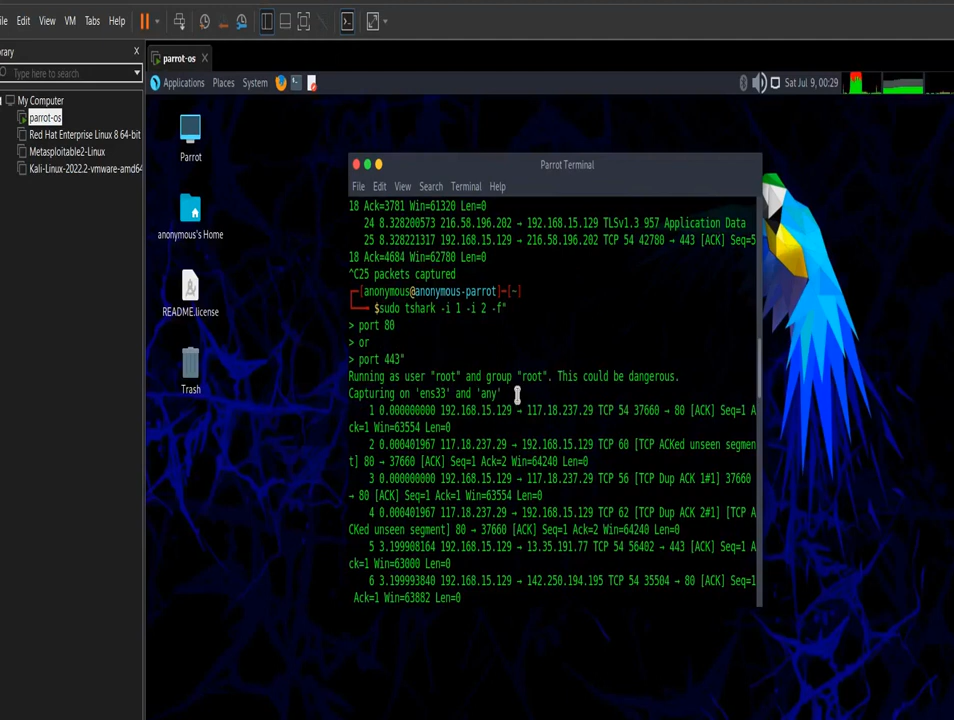 ile Edit View VM Tabs Help
rary
Type here to search
My Computer
parrot-os
Red Hat Enterprise Linux 8 64-bit
Metasploitable2-Linux
Kali-Linux-2022.2-vmware-amd64
parrot-os
Applications Places System
Sat Jul 9, 00:29
Parrot
anonymous's Home
README.license
Trash
Parrot Terminal
File Edit View Search Terminal Help
18 Ack=3781 Win=61320 Len=0
24 8.328200573 216.58.196.202 → 192.168.15.129 TLSv1.3 957 Application Data
25 8.328221317 192.168.15.129 → 216.58.196.202 TCP 54 42780 → 443 [ACK] Seq=5
18 Ack=4684 Win=62780 Len=0
^C25 packets captured
[anonymous@anonymous-parrot]─[~]
$sudo tshark -i 1 -i 2 -f"
> port 80
> or
> port 443"
Running as user "root" and group "root". This could be dangerous.
Capturing on 'ens33' and 'any'
1 0.000000000 192.168.15.129 → 117.18.237.29 TCP 54 37660 → 80 [ACK] Seq=1 A
ck=1 Win=63554 Len=0
2 0.000401967 117.18.237.29 → 192.168.15.129 TCP 60 [TCP ACKed unseen segmen
t] 80 → 37660 [ACK] Seq=1 Ack=2 Win=64240 Len=0
3 0.000000000 192.168.15.129 → 117.18.237.29 TCP 56 [TCP Dup ACK 1#1] 37660
→ 80 [ACK] Seq=1 Ack=1 Win=63554 Len=0
4 0.000401967 117.18.237.29 → 192.168.15.129 TCP 62 [TCP Dup ACK 2#1] [TCP A
CKed unseen segment] 80 → 37660 [ACK] Seq=1 Ack=2 Win=64240 Len=0
5 3.199908164 192.168.15.129 → 13.35.191.77 TCP 54 56402 → 443 [ACK] Seq=1 A
ck=1 Win=63000 Len=0
6 3.199993840 192.168.15.129 → 142.250.194.195 TCP 54 35504 → 80 [ACK] Seq=1
Ack=1 Win=63882 Len=0